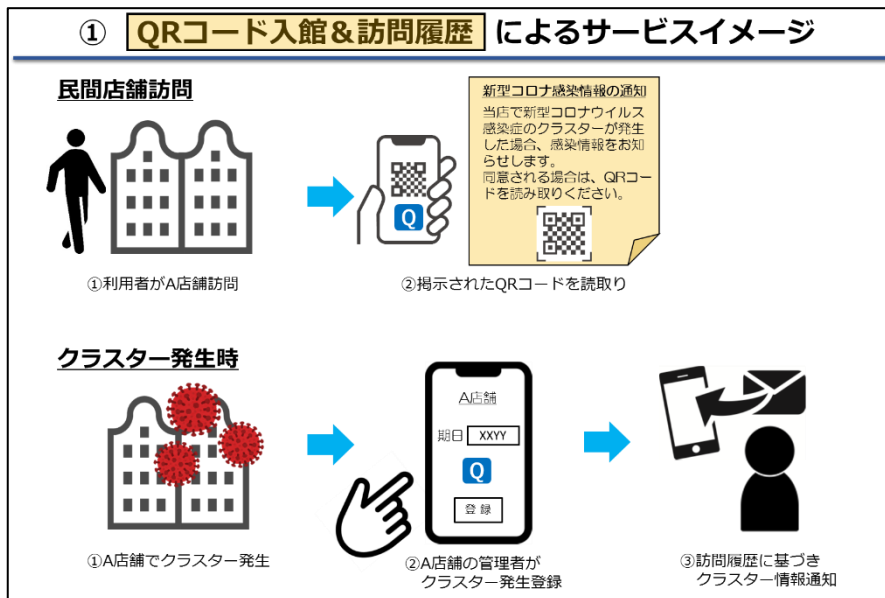 ① QRコード入館＆訪問履歴 によるサービスイメージ
民間店舗訪問
新型コロナ感染情報の通知
当店で新型コロナウイルス
感染症のクラスターが発生
した場合、感染情報をお知
らせします。
同意される場合は、QRコー
ドを読み取りください。
Q
①利用者がA店舗訪問
②掲示されたQRコードを読取り
クラスター発生時
A店舗
期日 XXYY
Q
登録
①A店舗でクラスター発生
②A店舗の管理者が
クラスター発生登録
③訪問履歴に基づき
クラスター情報通知